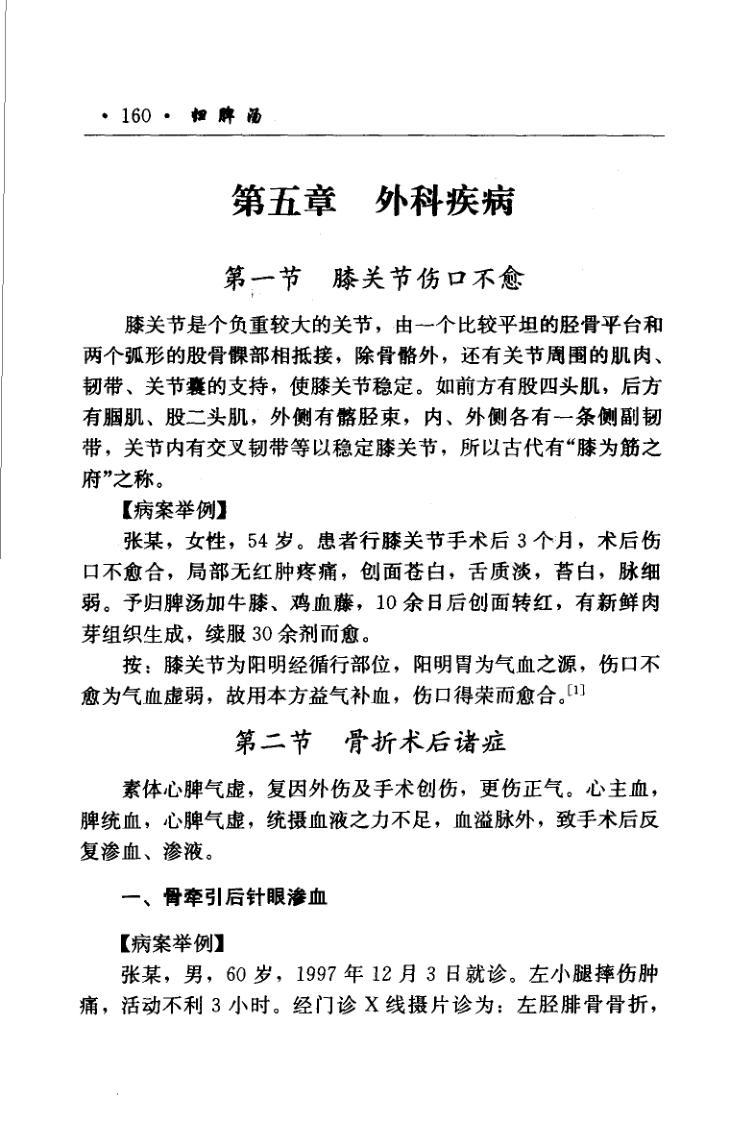 · 160 · 归脾汤
第五章 外科疾病
第一节 膝关节伤口不愈
膝关节是个负重较大的关节，由一个比较平坦的胫骨平台和
两个弧形的股骨髁部相抵接，除骨骼外，还有关节周围的肌肉、
韧带、关节囊的支持，使膝关节稳定。如前方有股四头肌，后方
有腘肌、股二头肌，外侧有髂胫束，内、外侧各有一条侧副韧
带，关节内有交叉韧带等以稳定膝关节，所以古代有“膝为筋之
府”之称。
【病案举例】
张某，女性，54 岁。患者行膝关节手术后 3 个月，术后伤
口不愈合，局部无红肿疼痛，创面苍白，舌质淡，苔白，脉细
弱。予归脾汤加牛膝、鸡血藤，10 余日后创面转红，有新鲜肉
芽组织生成，续服 30 余剂而愈。
按：膝关节为阳明经循行部位，阳明胃为气血之源，伤口不
愈为气血虚弱，故用本方益气补血，伤口得荣而愈合。[1]
第二节 骨折术后诸症
素体心脾气虚，复因外伤及手术创伤，更伤正气。心主血，
脾统血，心脾气虚，统摄血液之力不足，血溢脉外，致手术后反
复渗血、渗液。
一、骨牵引后针眼渗血
【病案举例】
张某，男，60 岁，1997 年 12 月 3 日就诊。左小腿摔伤肿
痛，活动不利 3 小时。经门诊 X 线摄片诊为：左胫腓骨骨折，